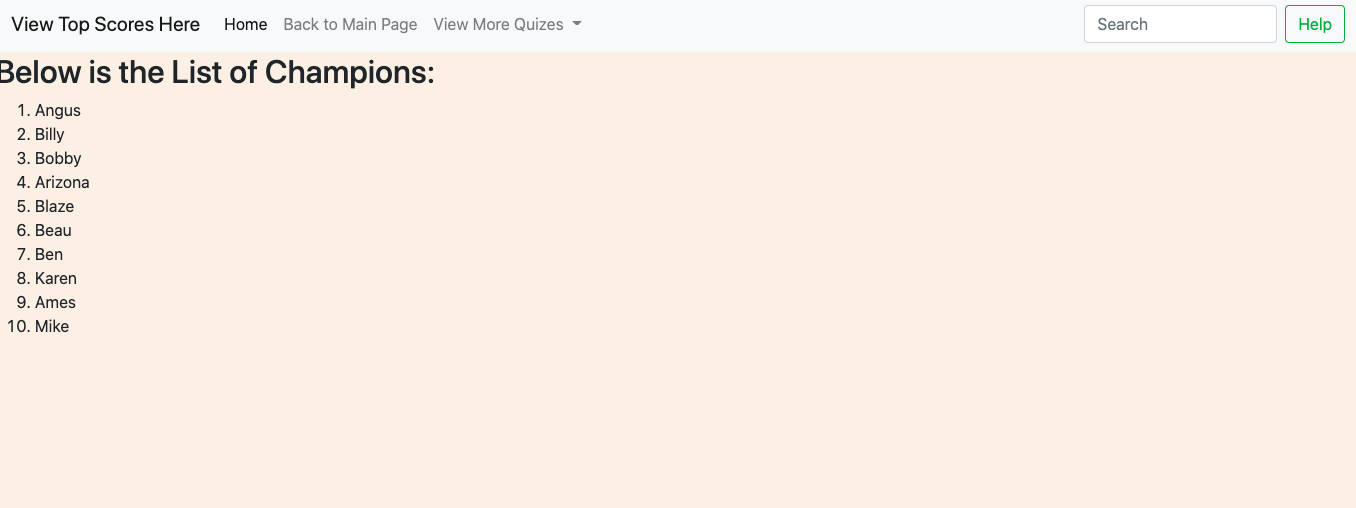 View Top Scores Here Home Back to Main Page View More Quizes Search Help
Below is the List of Champions:
1. Angus
2. Billy
3. Bobby
4. Arizona
5. Blaze
6. Beau
7. Ben
8. Karen
9. Ames
10. Mike